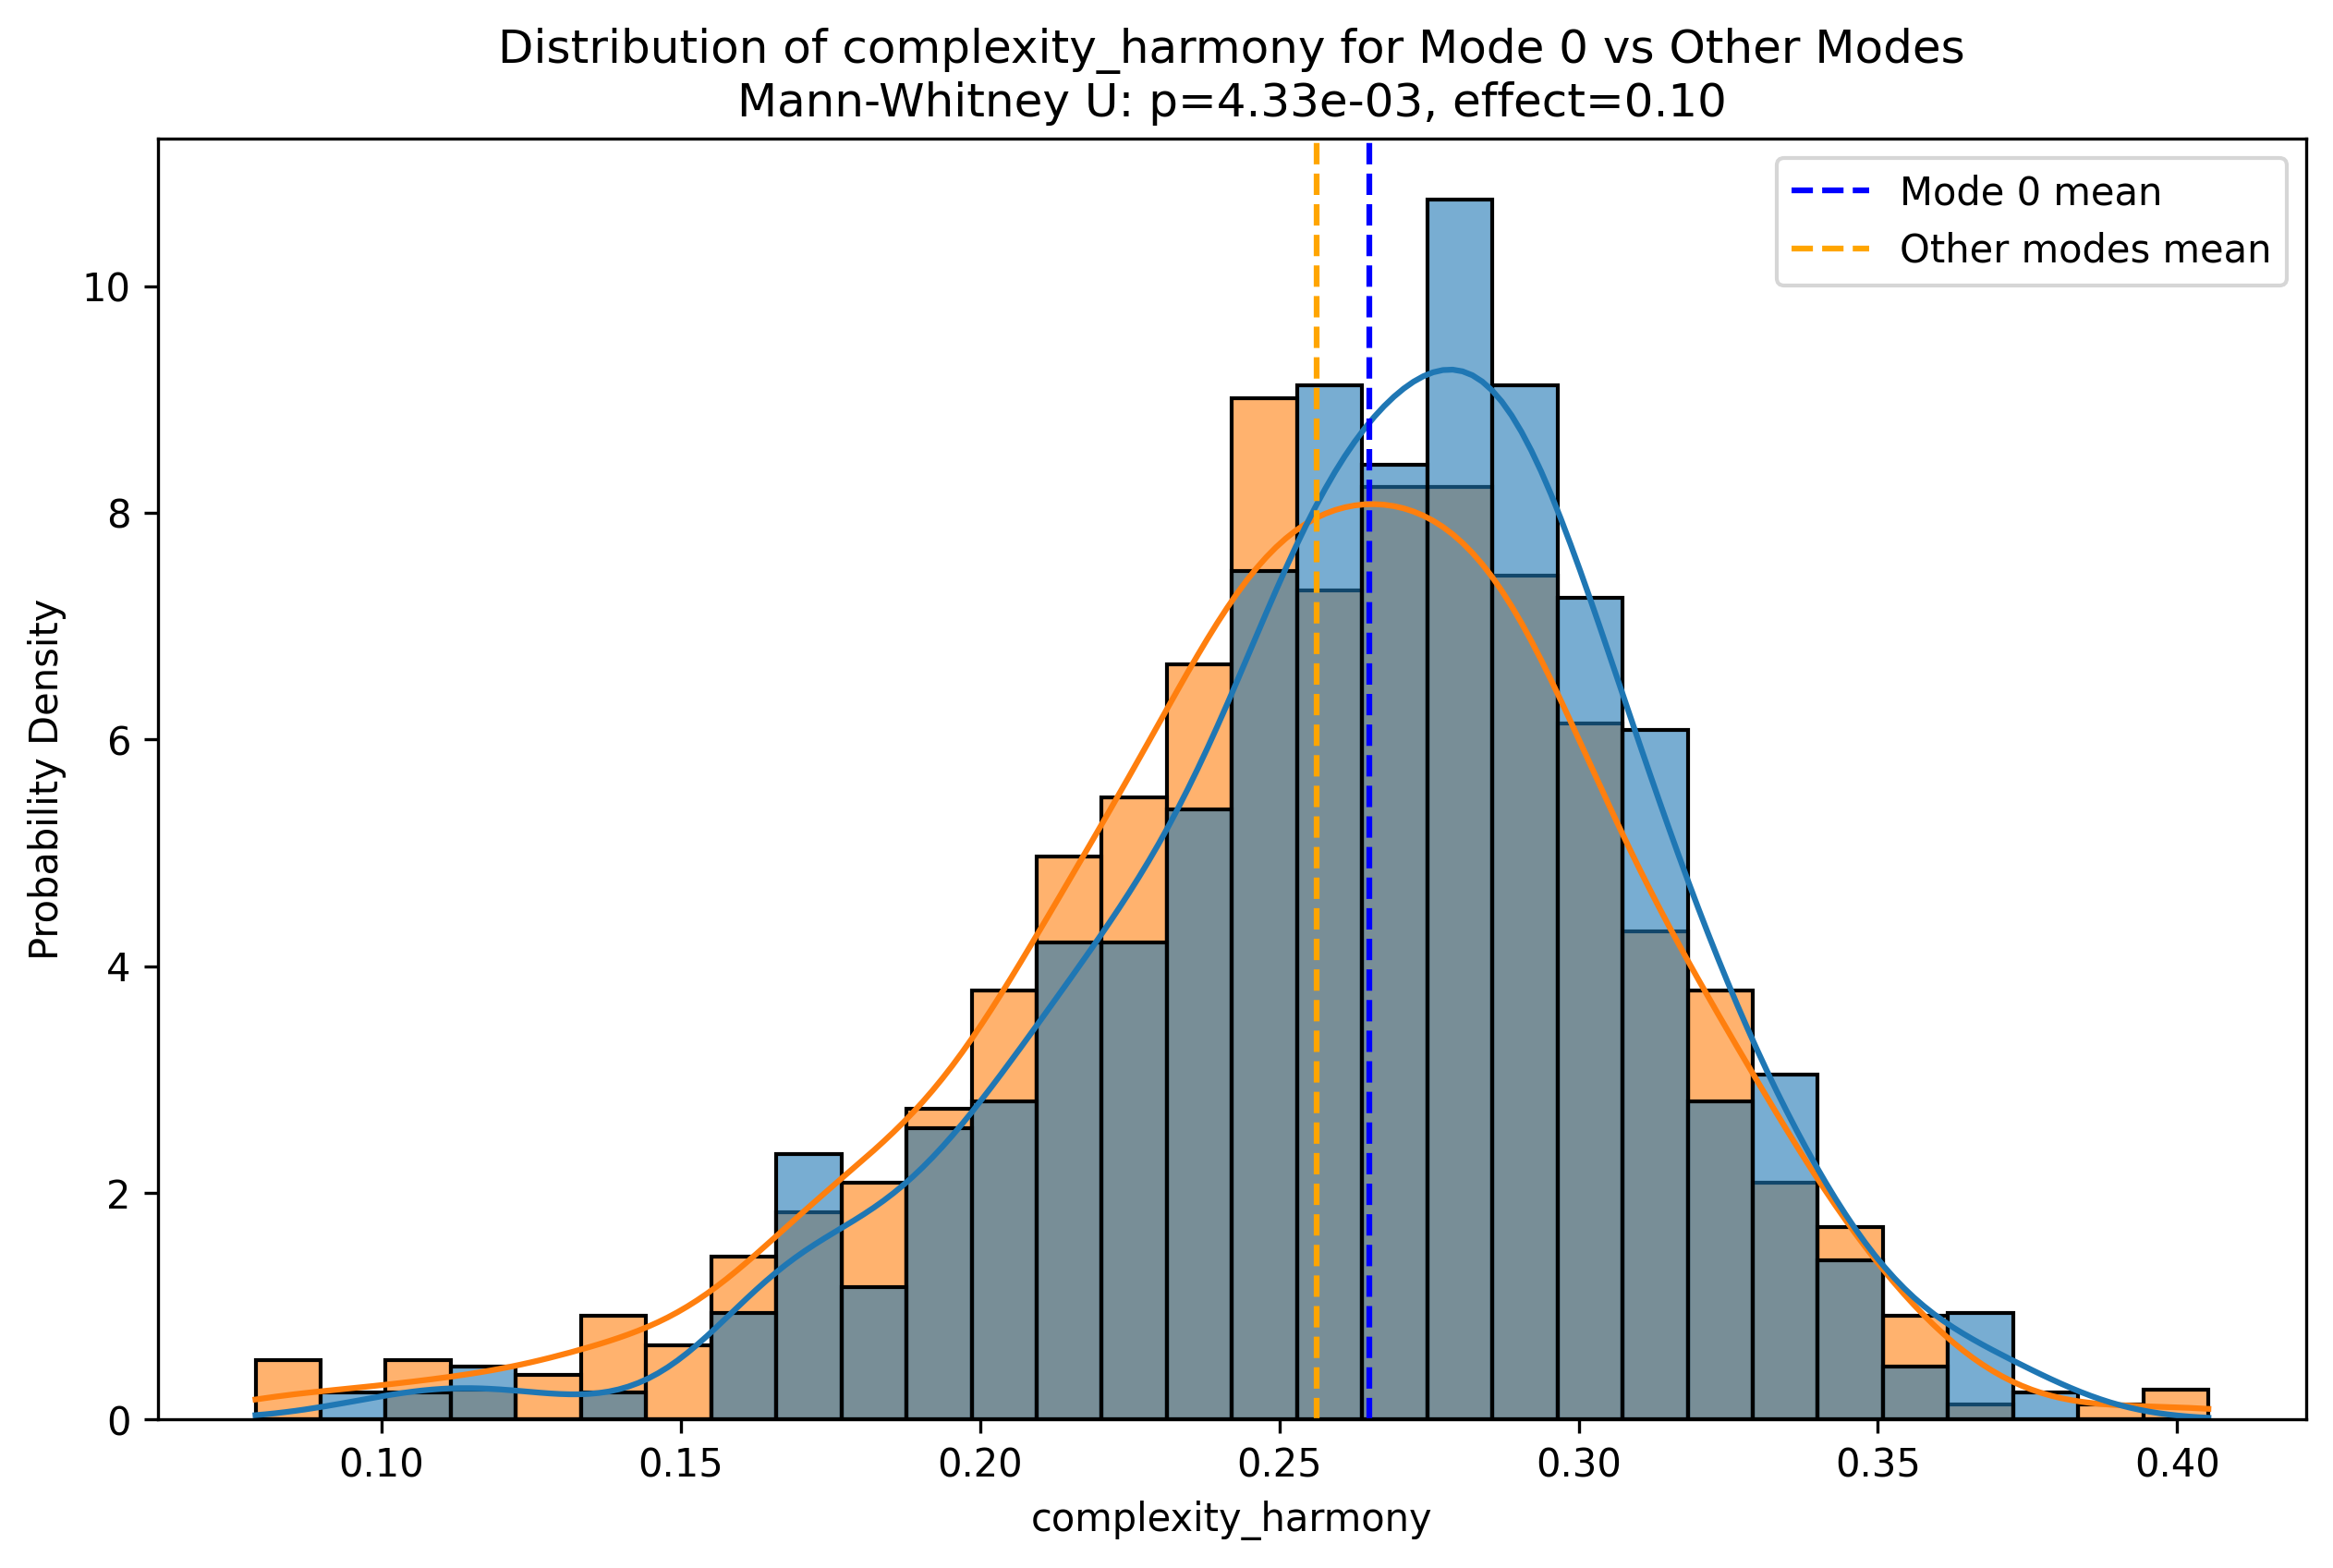 Distribution of complexity_harmony for Mode 0 vs Other Modes
Mann-Whitney U: p=4.33e-03, effect=0.10
Mode 0 mean
Other modes mean
Probability Density
10
8
6
4
2
0
0.10 0.15 0.20 0.25 0.30 0.35 0.40
complexity_harmony